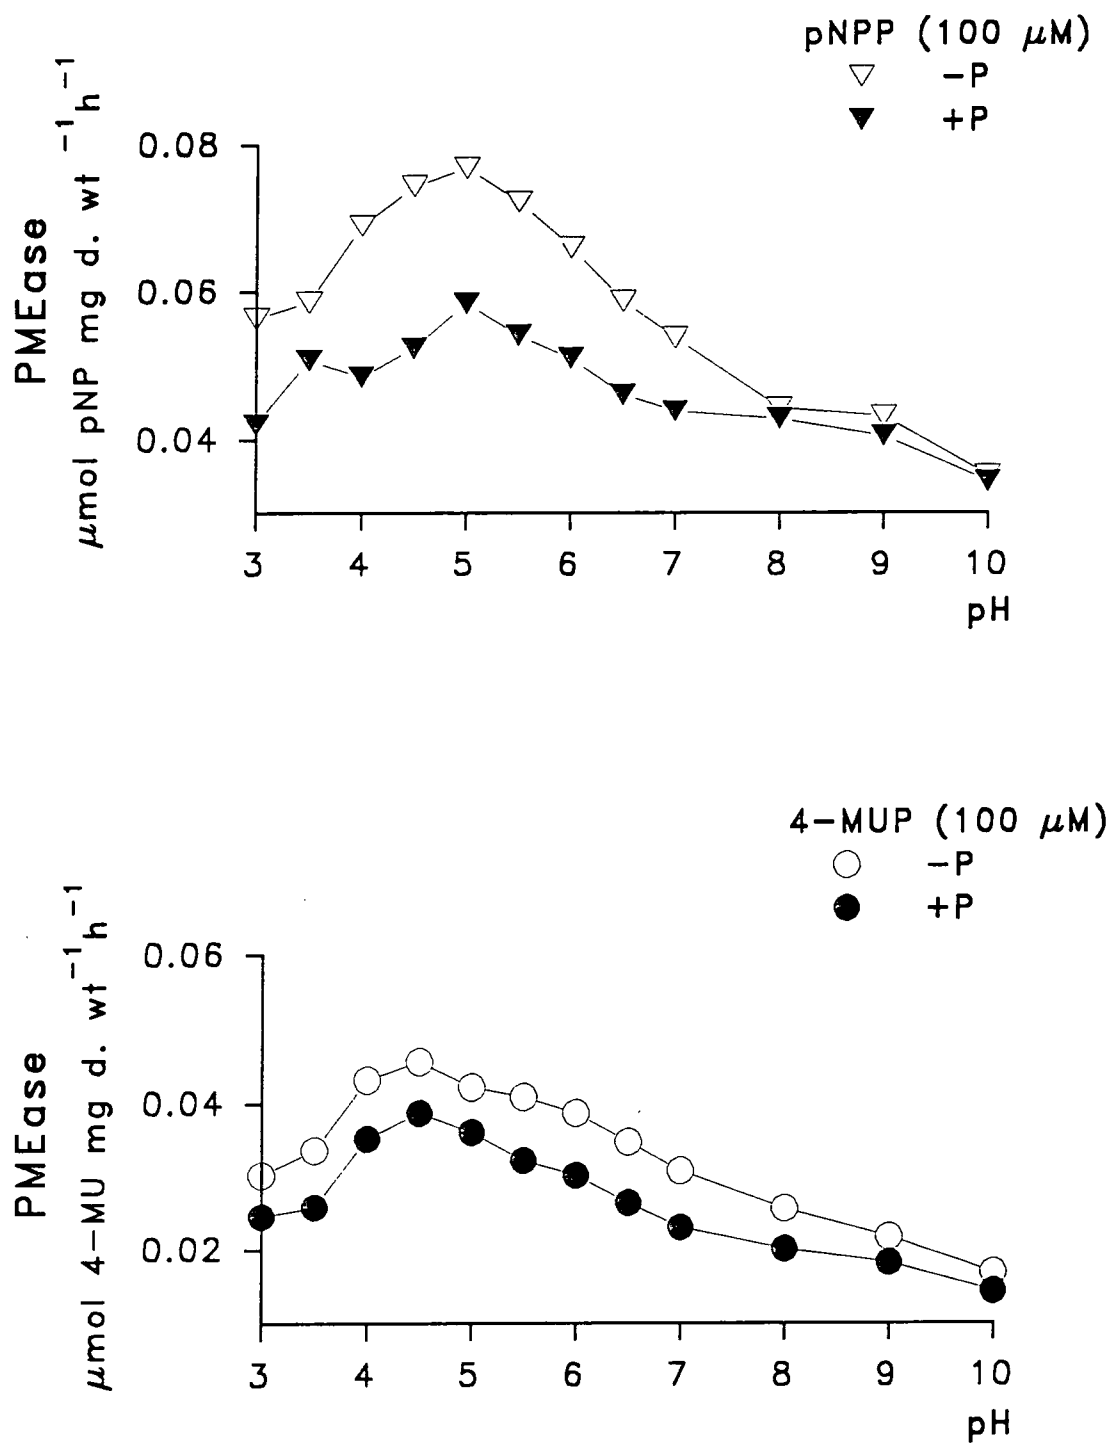 pNPP (100 μM)
-P
+P
PMEase
μmol pNP mg d. wt -1h-1
0.08
0.06
0.04
3 4 5 6 7 8 9 10
pH
4-MUP (100 μM)
-P
+P
PMEase
μmol 4-MU mg d. wt -1h-1
0.06
0.04
0.02
3 4 5 6 7 8 9 10
pH